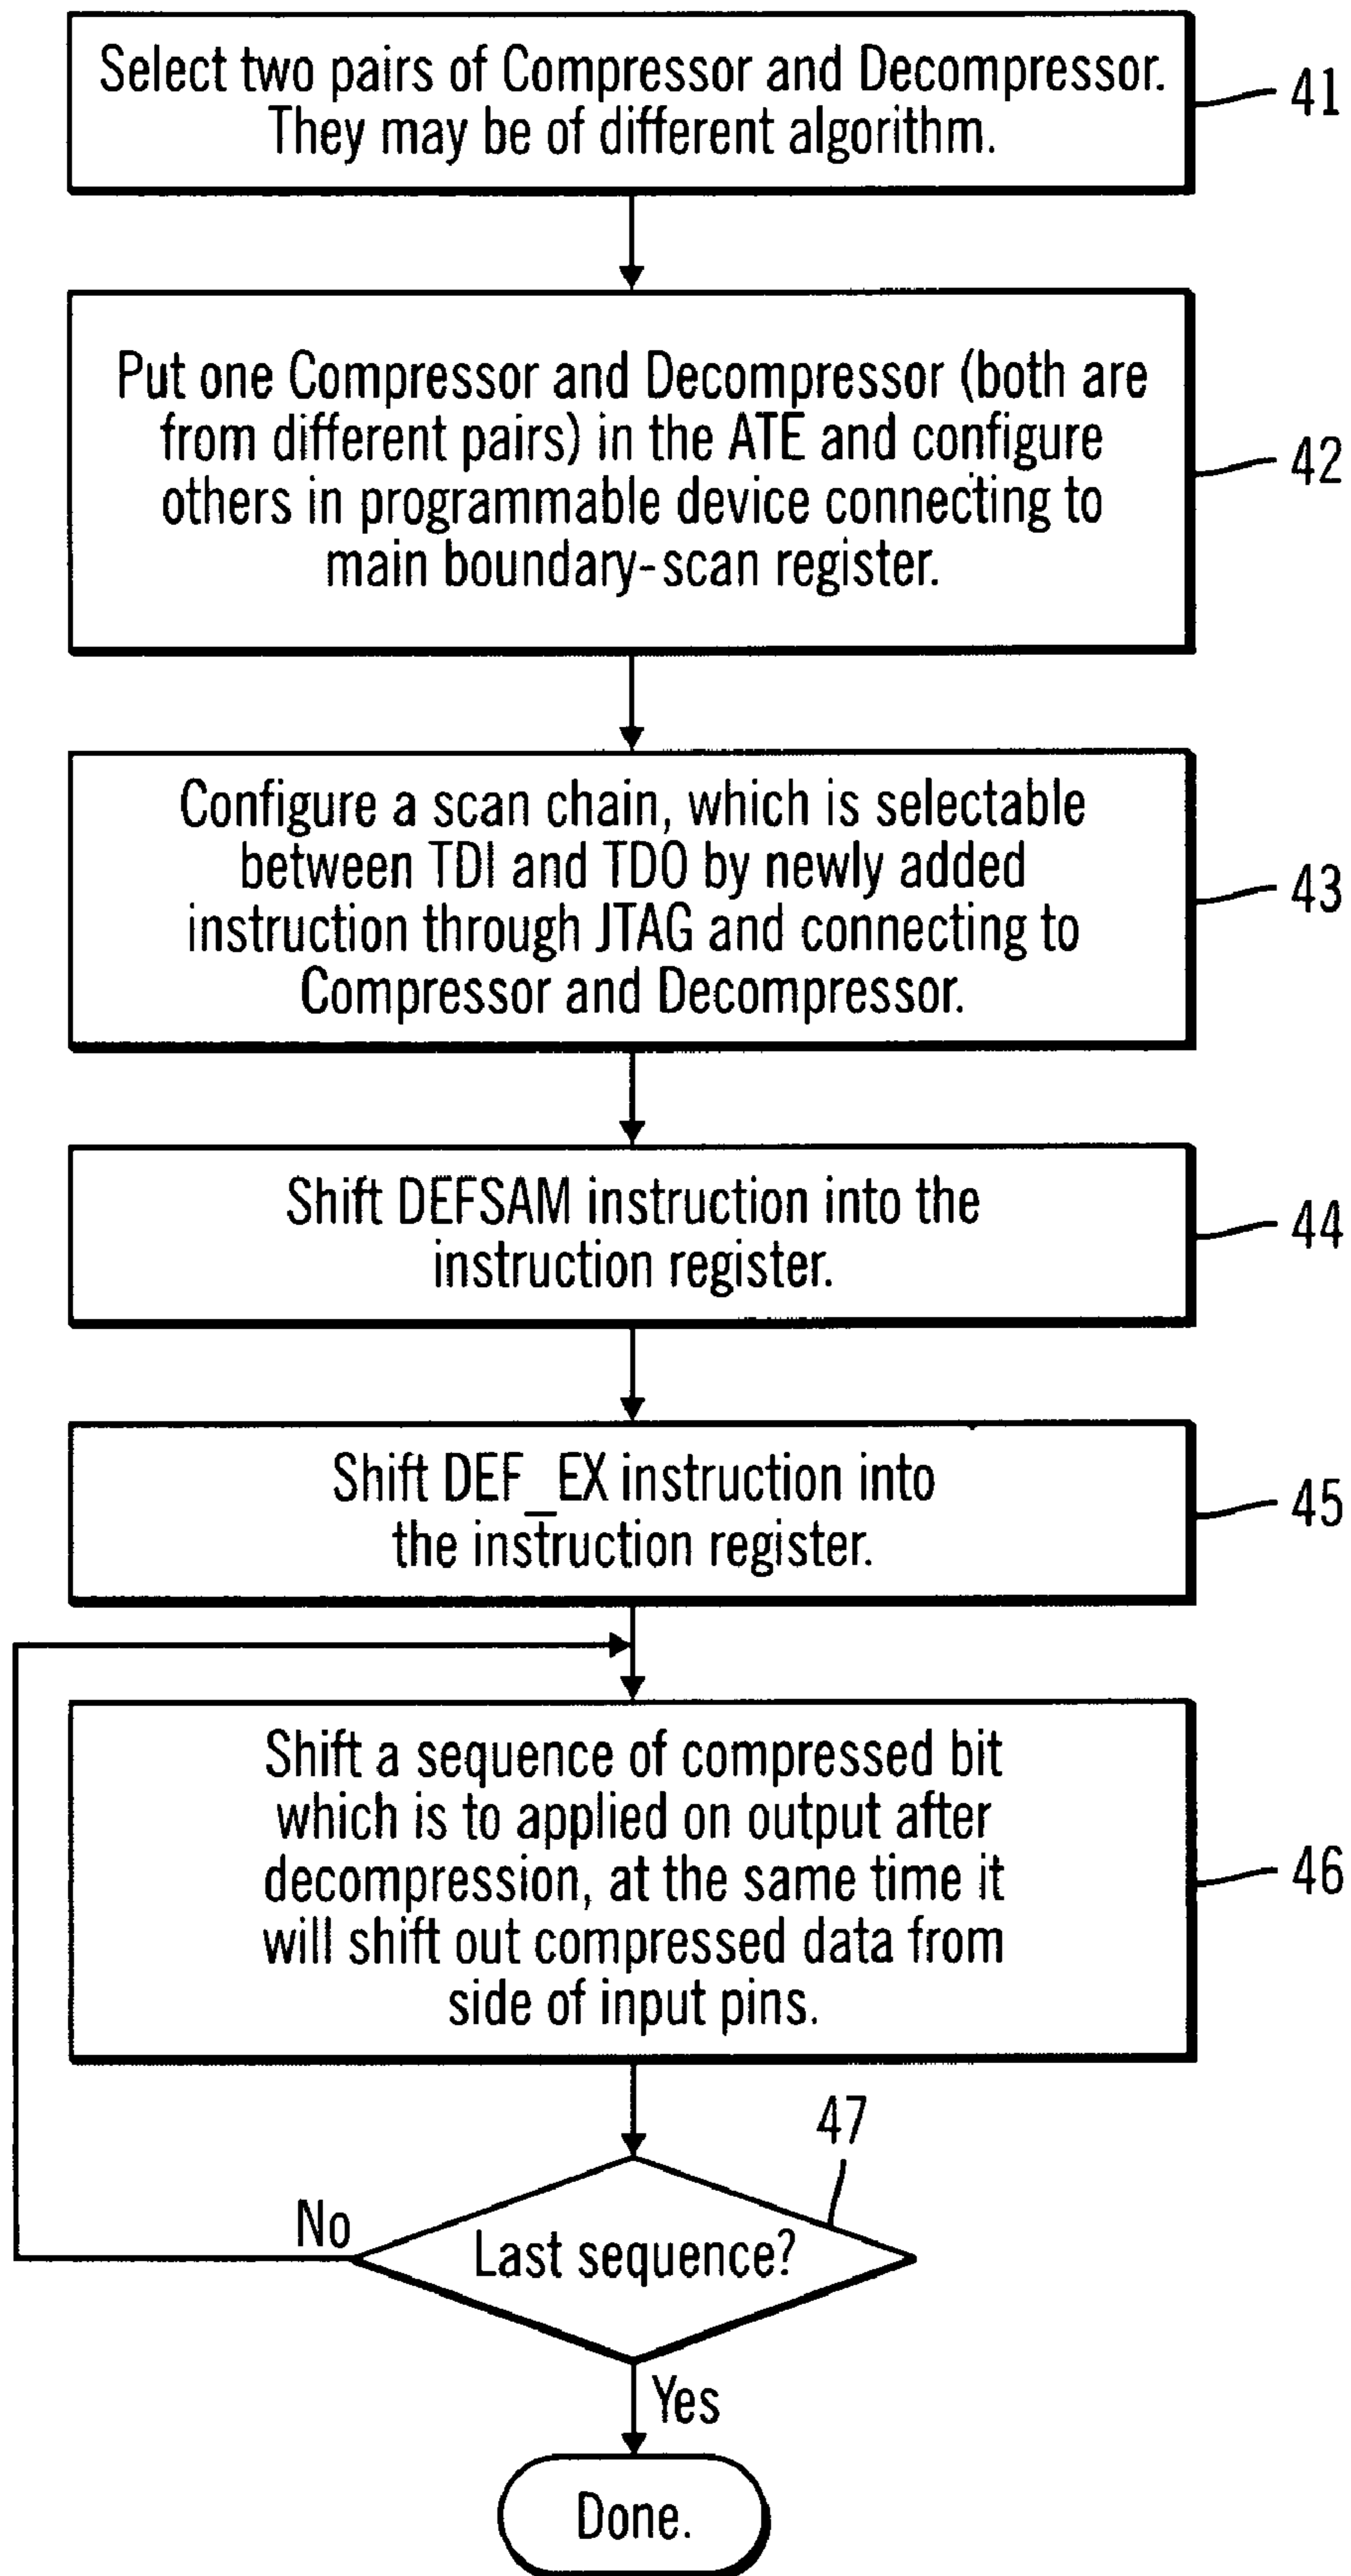 Select two pairs of Compressor and Decompressor.
They may be of different algorithm.
41
Put one Compressor and Decompressor (both are
from different pairs) in the ATE and configure
others in programmable device connecting to
main boundary-scan register.
42
Configure a scan chain, which is selectable
between TDI and TDO by newly added
instruction through JTAG and connecting to
Compressor and Decompressor.
43
Shift DEFSAM instruction into the
instruction register.
44
Shift DEF_EX instruction into
the instruction register.
45
Shift a sequence of compressed bit
which is to applied on output after
decompression, at the same time it
will shift out compressed data from
side of input pins.
46
47
No
Last sequence?
Yes
Done.